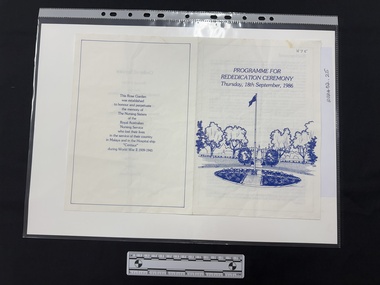 This Rose Garden
was established
to honour and perpetuate
the memory of
The Nursing Sisters
of the
Royal Australian
Nursing Service
who lost their lives
in the service of their country
in Malaya and in the Hospital ship
"Centaur"
during World War II 1939-1945.
PROGRAMME FOR
REDEDICATION CEREMONY
Thursday, 18th September, 1986